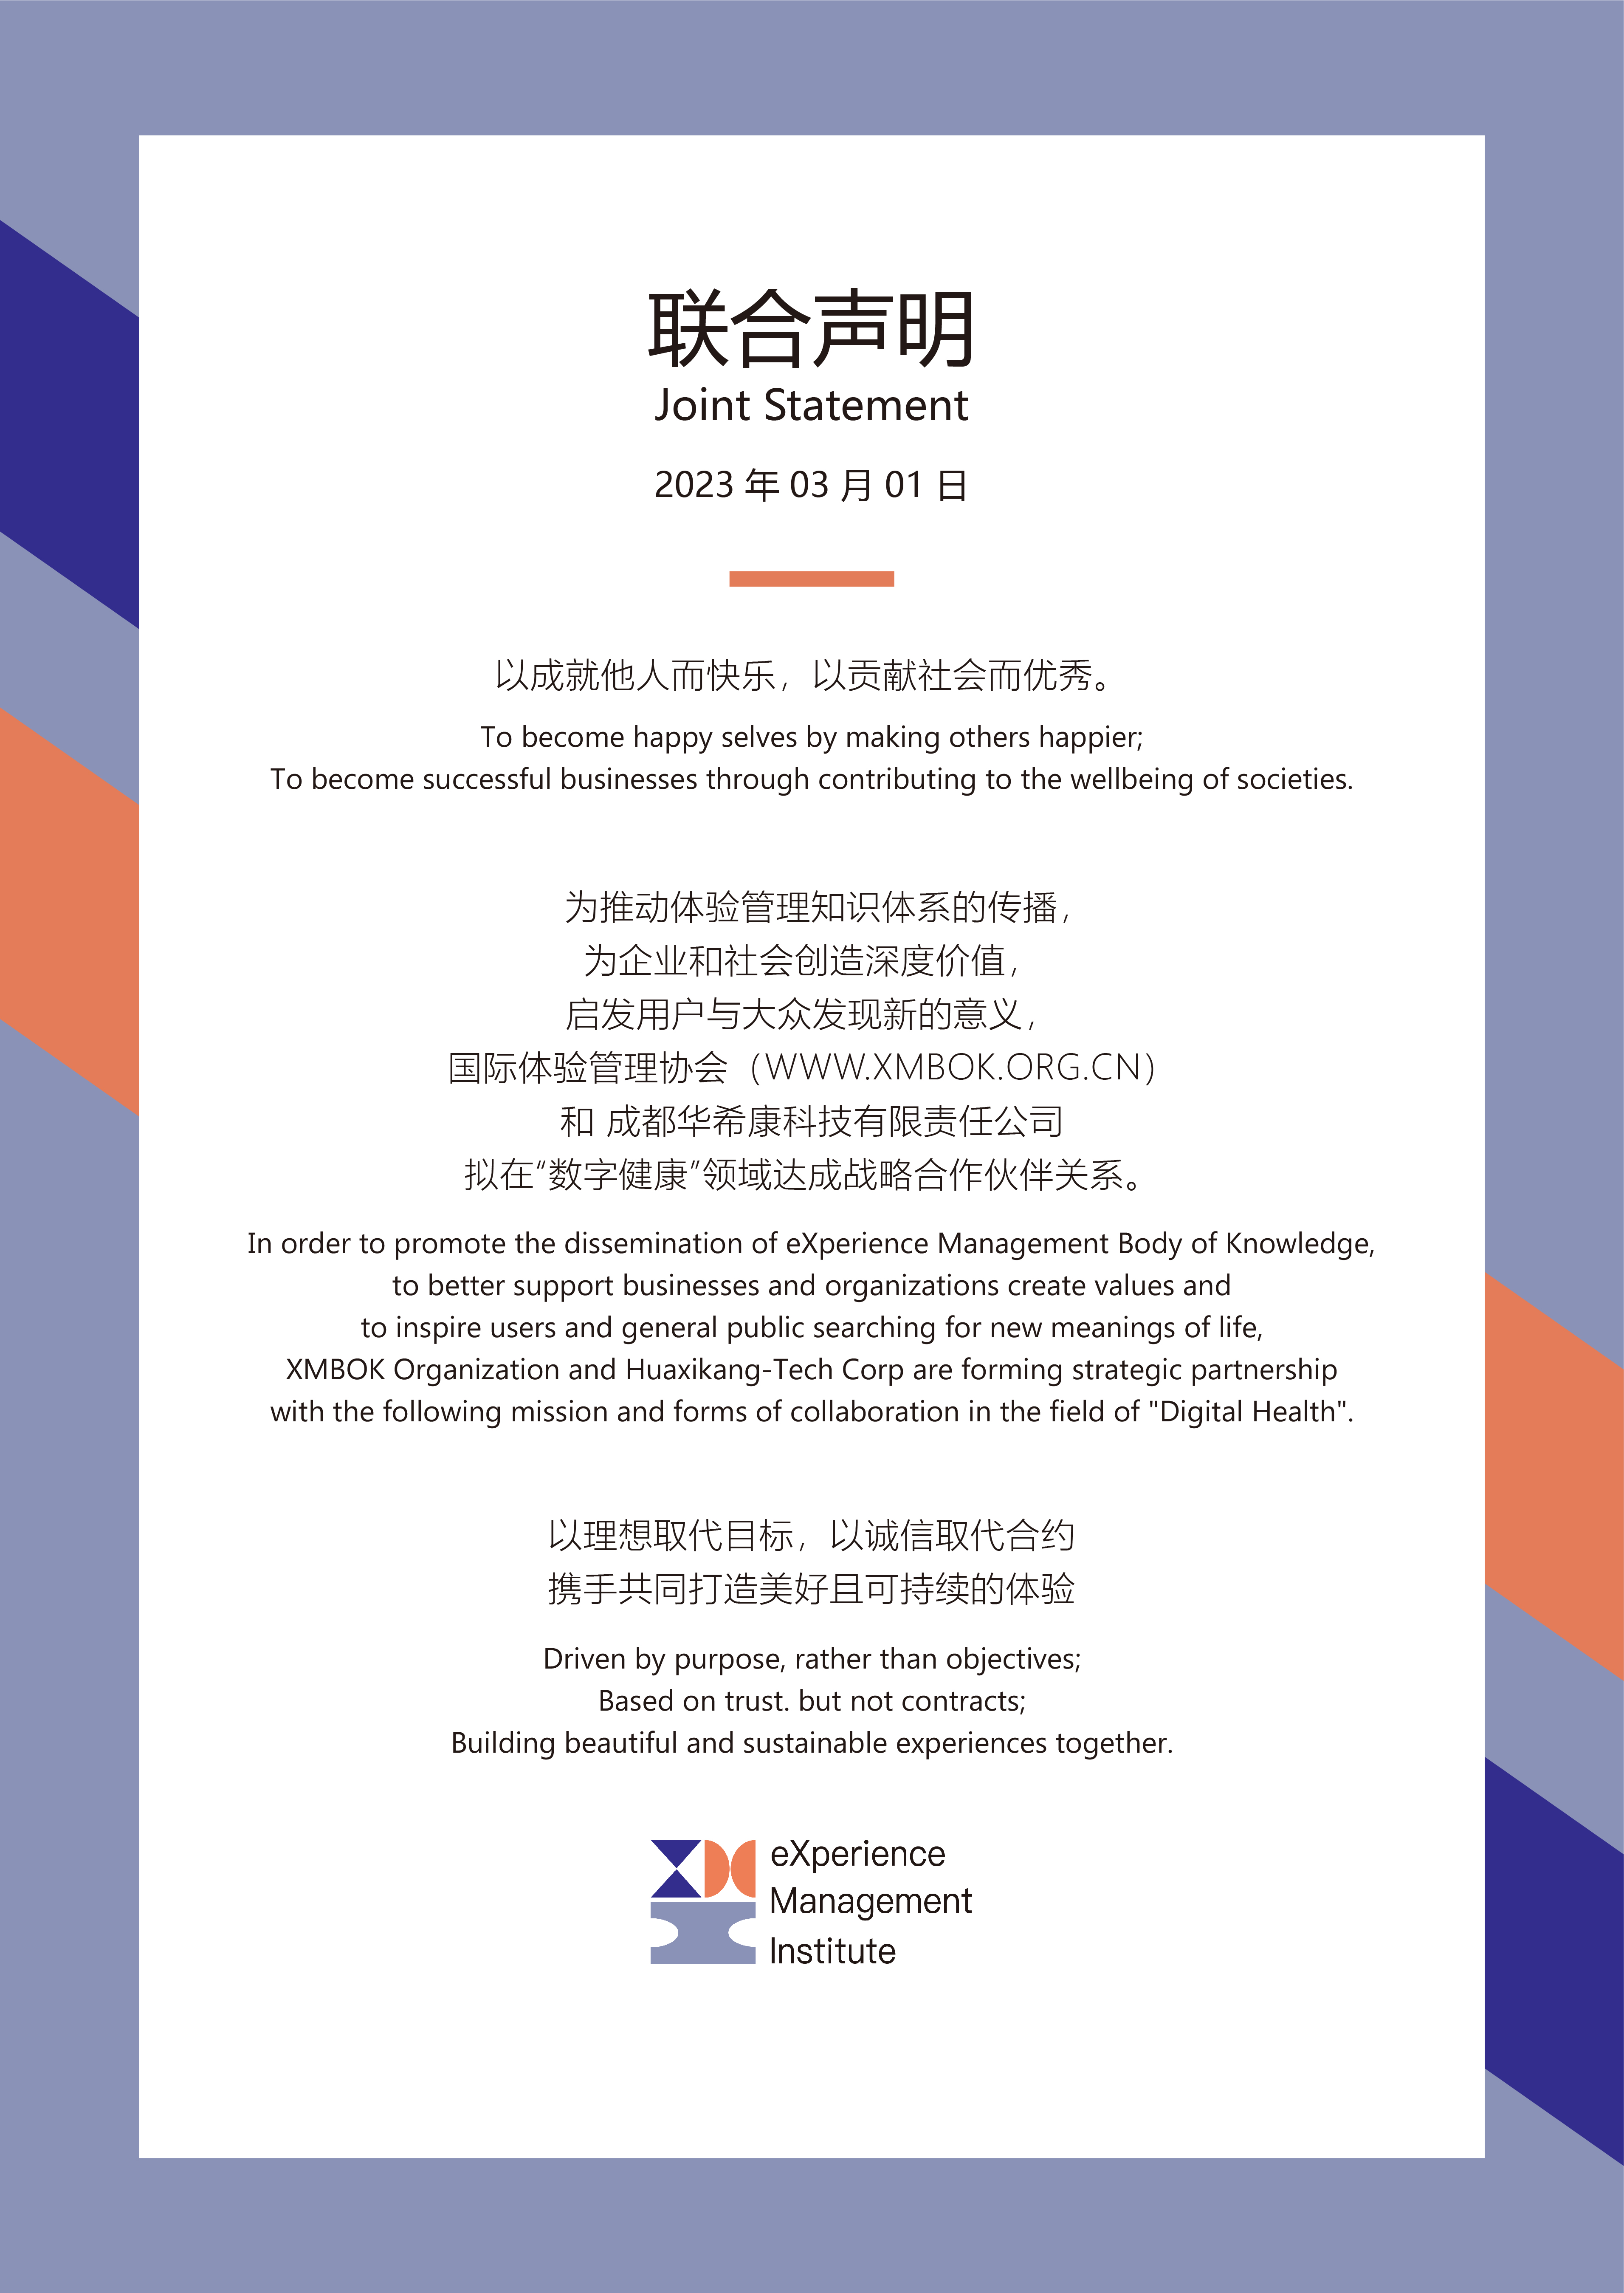 联合声明
Joint Statement
2023 年 03 月 01 日
以成就他人而快乐，以贡献社会而优秀。
To become happy selves by making others happier;
To become successful businesses through contributing to the wellbeing of societies.
为推动体验管理知识体系的传播，
为企业和社会创造深度价值，
启发用户与大众发现新的意义，
国际体验管理协会（WWW.XMBOK.ORG.CN）
和 成都华希康科技有限责任公司
拟在“数字健康”领域达成战略合作伙伴关系。
In order to promote the dissemination of eXperience Management Body of Knowledge,
to better support businesses and organizations create values and
to inspire users and general public searching for new meanings of life,
XMBOK Organization and Huaxikang-Tech Corp are forming strategic partnership
with the following mission and forms of collaboration in the field of "Digital Health".
以理想取代目标，以诚信取代合约
携手共同打造美好且可持续的体验
Driven by purpose, rather than objectives;
Based on trust. but not contracts;
Building beautiful and sustainable experiences together.
eXperience
Management
Institute